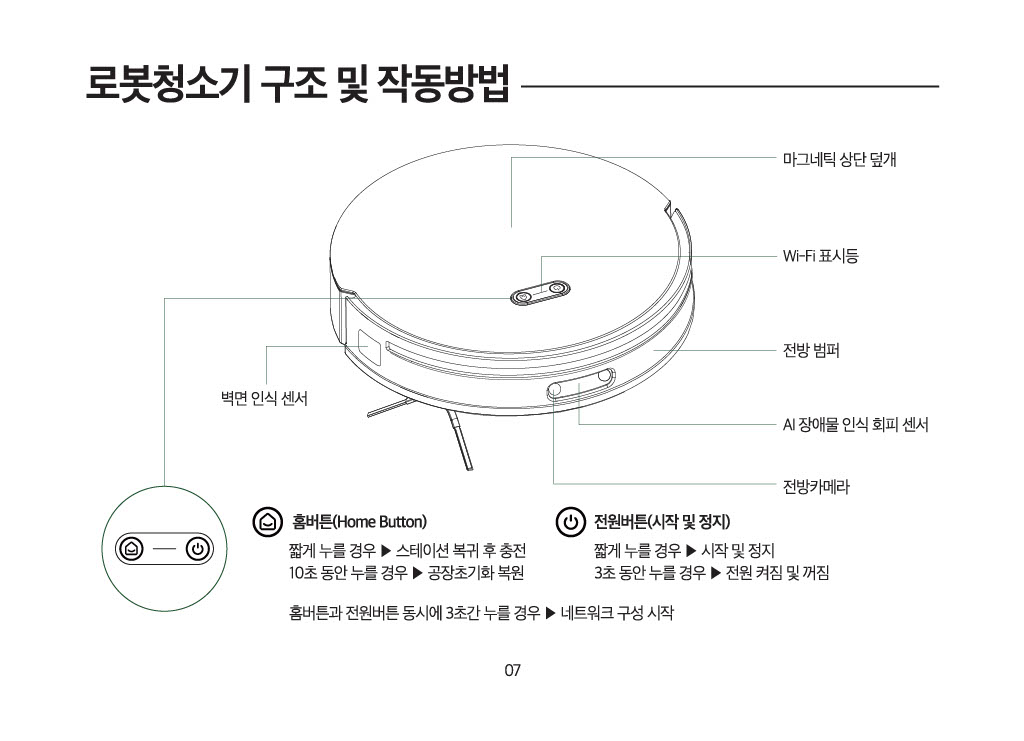 로봇청소기 구조 및 작동방법
마그네틱 상단 덮개
Wi-Fi 표시등
전방 범퍼
벽면 인식 센서
AI 장애물 인식 회피 센서
전방카메라
홈버튼(Home Button)
짧게 누를 경우 ▶ 스테이션 복귀 후 충전
10초 동안 누를 경우 ▶ 공장초기화 복원
전원버튼(시작 및 정지)
짧게 누를 경우 ▶ 시작 및 정지
3초 동안 누를 경우 ▶ 전원 켜짐 및 꺼짐
홈버튼과 전원버튼 동시에 3초간 누를 경우 ▶ 네트워크 구성 시작
07